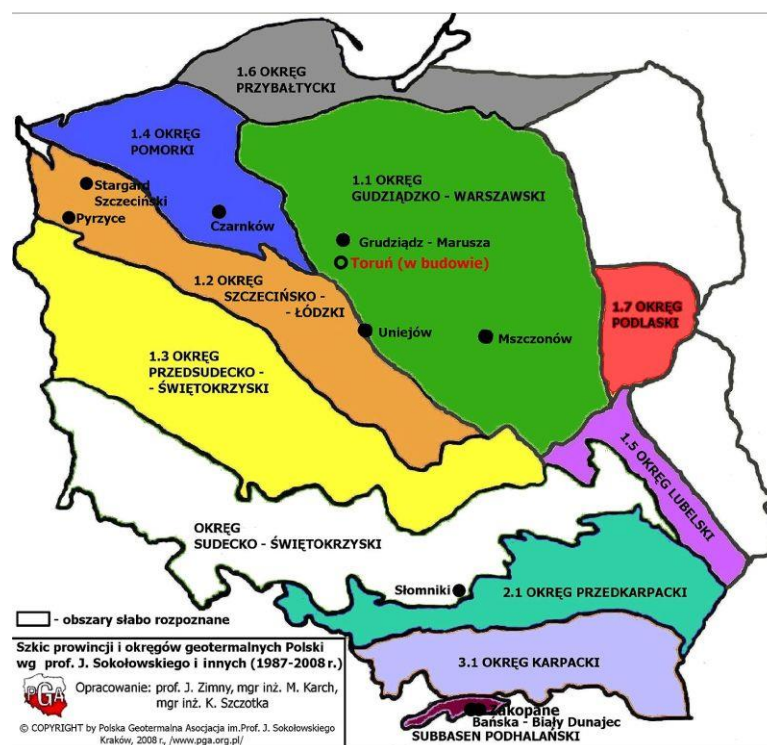 1.6 OKRĘG
PRZYBAŁTYCKI
1.4 OKRĘG
POMORKI
1.1 OKRĘG
GUDZIĄDZKO - WARSZAWSKI
Stargard
Szczeciński
Pyrzyce
Czarnków
Grudziądz - Marusza
Toruń (w budowie)
1.2 OKRĘG
SZCZECIŃSKO -
- ŁÓDZKI
1.7 OKRĘG
PODLASKI
Uniejów
Mszczonów
1.3 OKRĘG
PRZEDSUDECKO -
- ŚWIĘTOKRZYSKI
1.5 OKRĘG LUBELSKI
OKRĘG
SUDECKO - ŚWIĘTOKRZYSKI
Słomniki
2.1 OKRĘG PRZEDKARPACKI
- obszary słabo rozpoznane
3.1 OKRĘG KARPACKI
Zakopane
Bańska - Biały Dunajec
SUBBASEN PODHALAŃSKI
Szkic prowincji i okręgów geotermalnych Polski
wg prof. J. Sokołowskiego i innych (1987-2008 r.)
PGA
Opracowanie: prof. J. Zimny, mgr inż. M. Karch,
mgr inż. K. Szczotka
© COPYRIGHT by Polska Geotermalna Asocjacja im.Prof. J. Sokołowskiego
Kraków, 2008 r., /www.pga.org.pl/